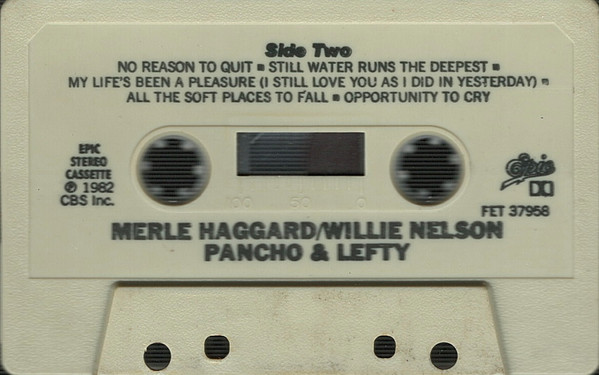 Side Two
NO REASON TO QUIT ▪ STILL WATER RUNS THE DEEPEST ▪
MY LIFE'S BEEN A PLEASURE (I STILL LOVE YOU AS I DID IN YESTERDAY) ▪
ALL THE SOFT PLACES TO FALL ▪ OPPORTUNITY TO CRY
EPIC
STEREO
CASSETTE
℗ 1982
CBS Inc.
100 50 0
Epic
FET 37958
MERLE HAGGARD/WILLIE NELSON
PANCHO & LEFTY